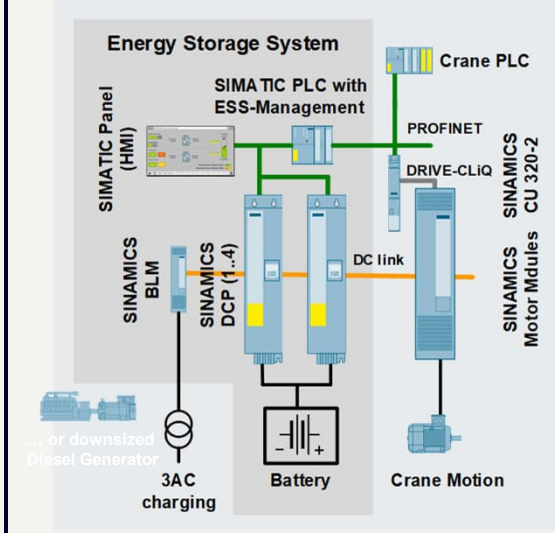 Energy Storage System
Crane PLC
SIMATIC PLC with
ESS-Management
SIMATIC Panel
(HMI)
PROFINET
DRIVE-CLiQ
SINAMICS
CU 320-2
SINAMICS
BLM
SINAMICS
DCP (1..4)
DC link
SINAMICS
Motor Mdules
... or downsized
Diesel Generator
3AC
charging
- +
Battery
Crane Motion